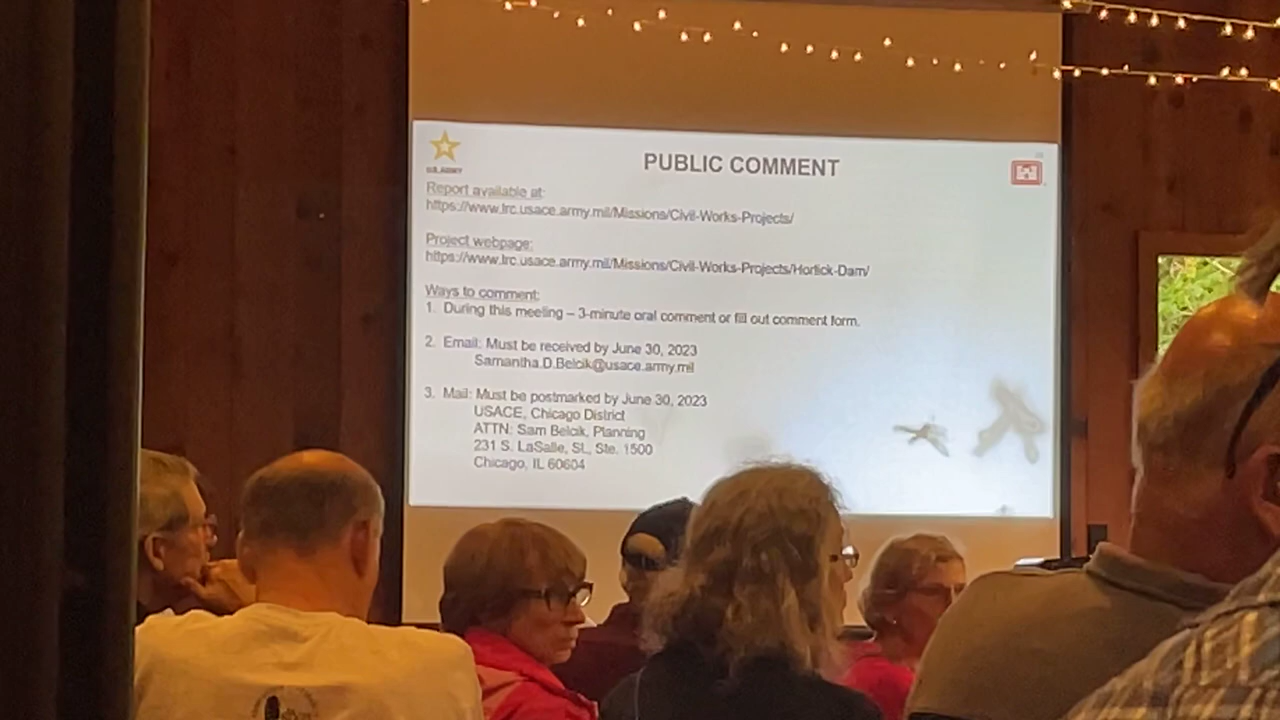 PUBLIC COMMENT
U.S. ARMY
Report available at:
https://www.lrc.usace.army.mil/Missions/Civil-Works-Projects/
Project webpage:
https://www.lrc.usace.army.mil/Missions/Civil-Works-Projects/Horlick-Dam/
Ways to comment:
1. During this meeting – 3-minute oral comment or fill out comment form.
2. Email: Must be received by June 30, 2023
Samantha.D.Belcik@usace.army.mil
3. Mail: Must be postmarked by June 30, 2023
USACE, Chicago District
ATTN: Sam Belcik, Planning
231 S. LaSalle, St., Ste. 1500
Chicago, IL 60604